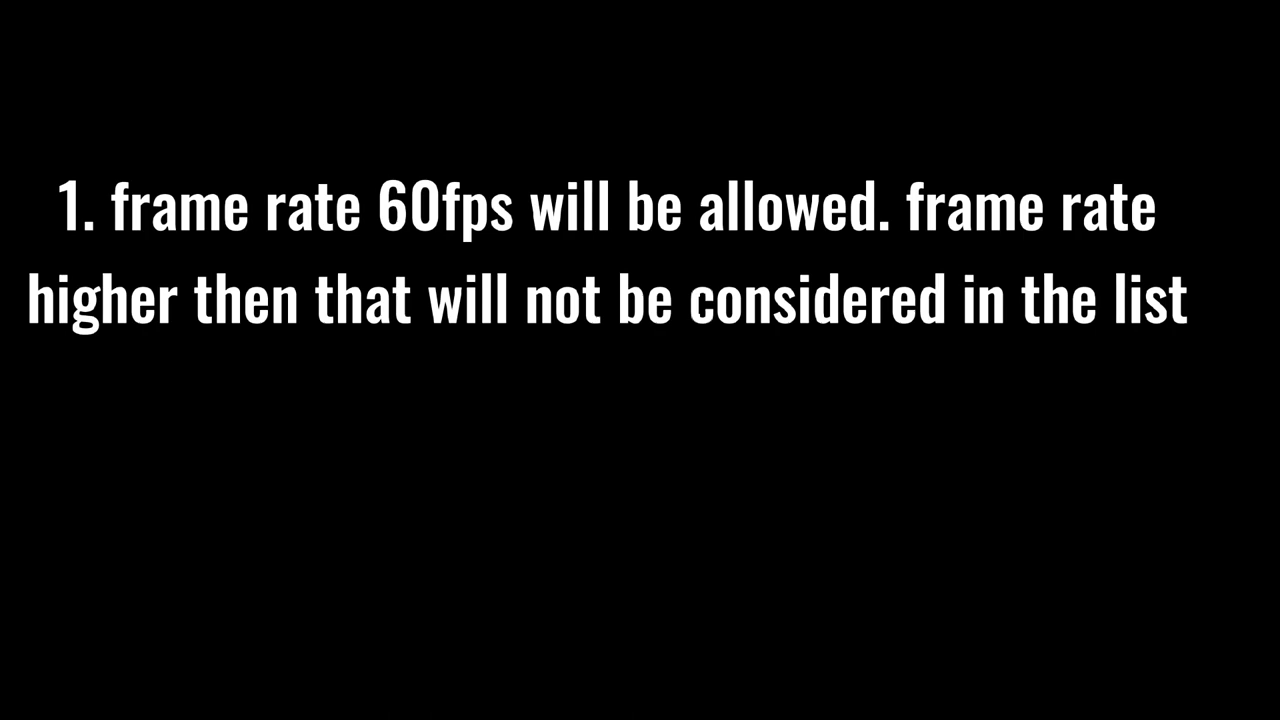 1. frame rate 60fps will be allowed. frame rate
higher then that will not be considered in the list